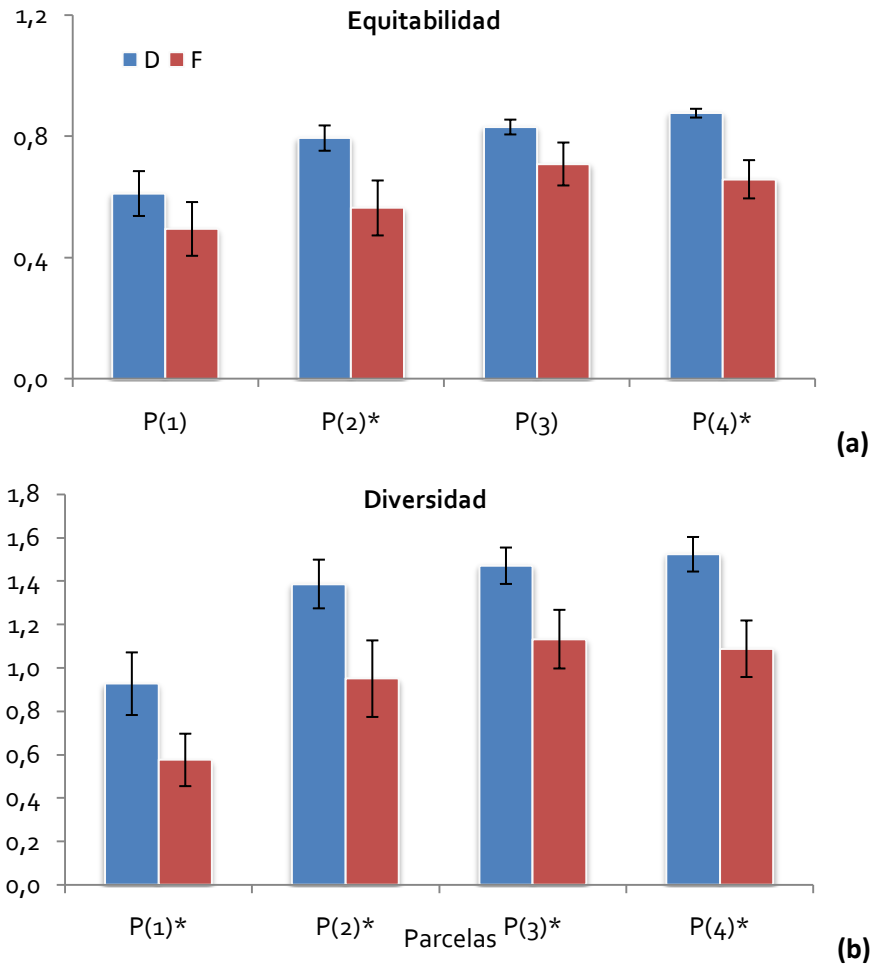 Equitabilidad
1,2
D F
0,8
0,4
0,0
P(1) P(2)* P(3) P(4)*
(a)
Diversidad
1,8
1,6
1,4
1,2
1,0
0,8
0,6
0,4
0,2
0,0
P(1)* P(2)* P(3)* P(4)*
Parcelas
(b)